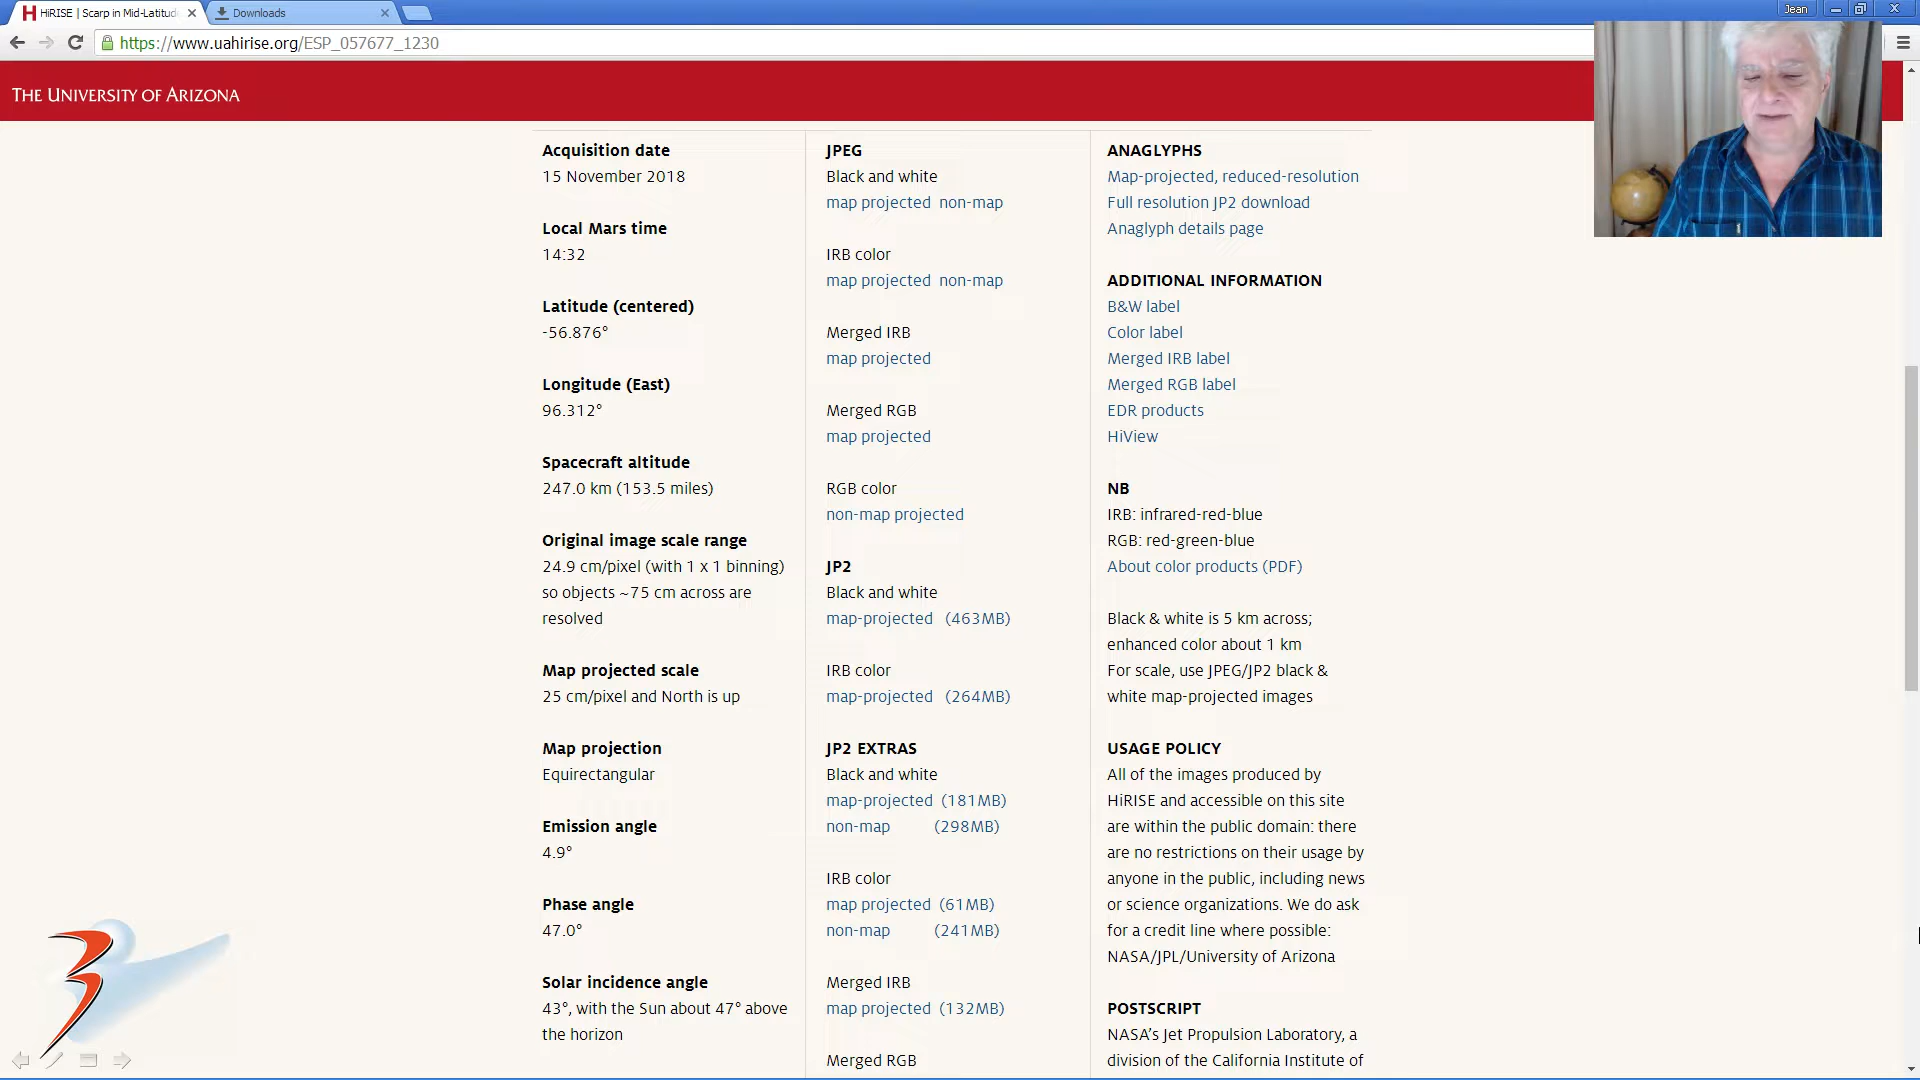 HiRISE | Scarp in Mid-Latitud
Downloads
Jean
https://www.uahirise.org/ESP_057677_1230
THE UNIVERSITY OF ARIZONA
Acquisition date
15 November 2018
Local Mars time
14:32
Latitude (centered)
-56.876°
Longitude (East)
96.312°
Spacecraft altitude
247.0 km (153.5 miles)
Original image scale range
24.9 cm/pixel (with 1 x 1 binning)
so objects ~75 cm across are
resolved
Map projected scale
25 cm/pixel and North is up
Map projection
Equirectangular
Emission angle
4.9°
Phase angle
47.0°
Solar incidence angle
43°, with the Sun about 47° above
the horizon
JPEG
Black and white
map projected non-map
IRB color
map projected non-map
Merged IRB
map projected
Merged RGB
map projected
RGB color
non-map projected
JP2
Black and white
map-projected (463MB)
IRB color
map-projected (264MB)
JP2 EXTRAS
Black and white
map-projected (181MB)
non-map (298MB)
IRB color
map projected (61MB)
non-map (241MB)
Merged IRB
map projected (132MB)
Merged RGB
ANAGLYPHS
Map-projected, reduced-resolution
Full resolution JP2 download
Anaglyph details page
ADDITIONAL INFORMATION
B&W label
Color label
Merged IRB label
Merged RGB label
EDR products
HiView
NB
IRB: infrared-red-blue
RGB: red-green-blue
About color products (PDF)
Black & white is 5 km across;
enhanced color about 1 km
For scale, use JPEG/JP2 black &
white map-projected images
USAGE POLICY
All of the images produced by
HiRISE and accessible on this site
are within the public domain: there
are no restrictions on their usage by
anyone in the public, including news
or science organizations. We do ask
for a credit line where possible:
NASA/JPL/University of Arizona
POSTSCRIPT
NASA's Jet Propulsion Laboratory, a
division of the California Institute of